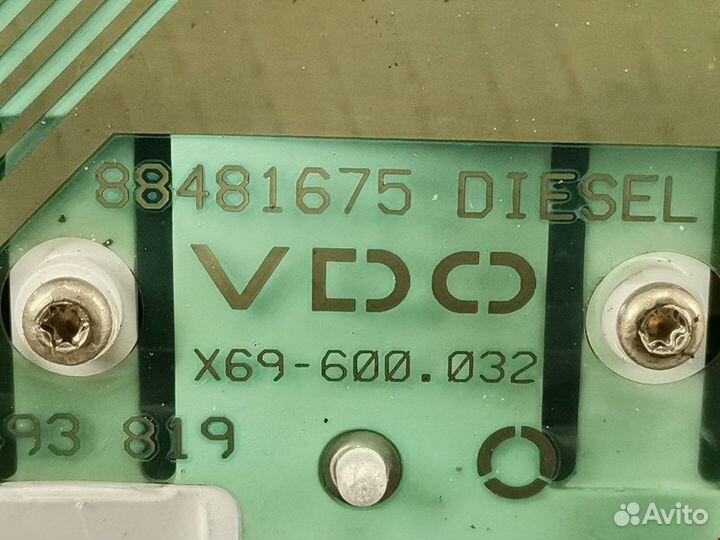 88481675 DIESEL
VDO
X69-600.032
93 819
Avito